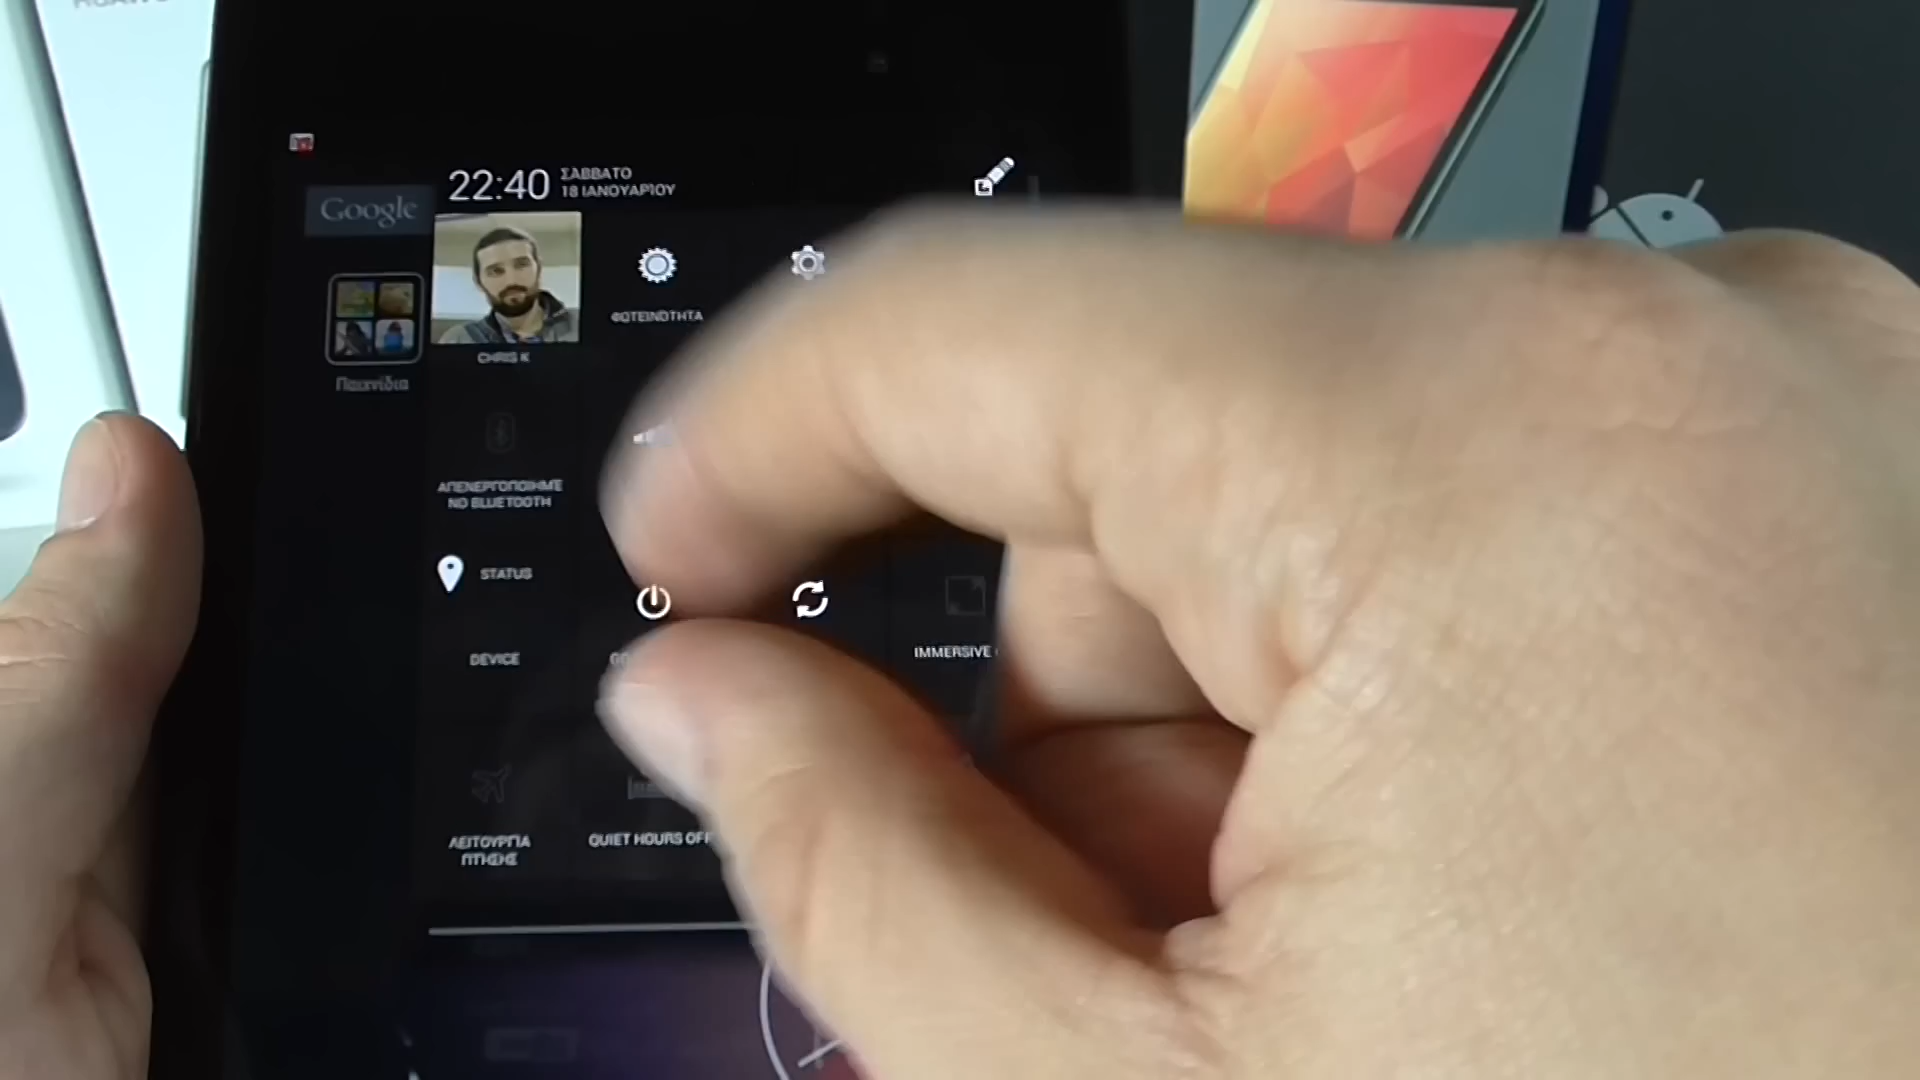 22:40
ΣΑΒΒΑΤΟ
18 ΙΑΝΟΥΑΡΙΟΥ
Google
ΦΩΤΕΙΝΟΤΗΤΑ
CHRIS K
Παιχνίδια
ΑΠΕΝΕΡΓΟΠΟΙΗΜΕ
ΝΟ BLUETOOTH
STATUS
DEVICE
IMMERSIVE
ΛΕΙΤΟΥΡΓΙΑ
ΠΤΗΣΗΣ
QUIET HOURS OFF